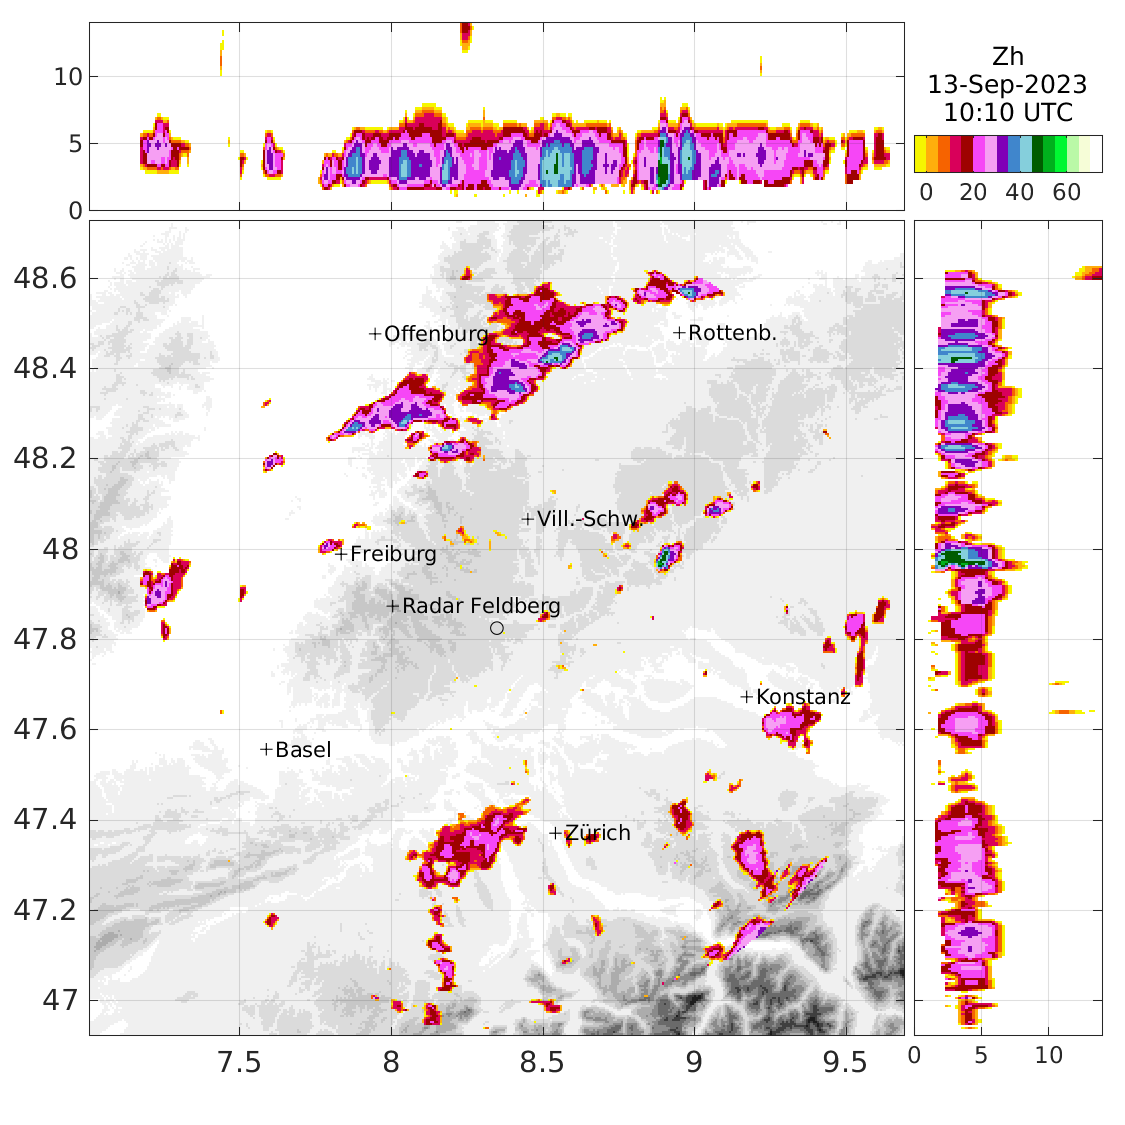 10
5
0
Zh
13-Sep-2023
10:10 UTC
0 20 40 60
48.6
48.4
48.2
48
47.8
47.6
47.4
47.2
47
+Offenburg
+Rottenb.
+Vill.-Schw.
+Freiburg
+Radar Feldberg
+Konstanz
+Basel
+Zürich
7.5 8 8.5 9 9.5
0 5 10